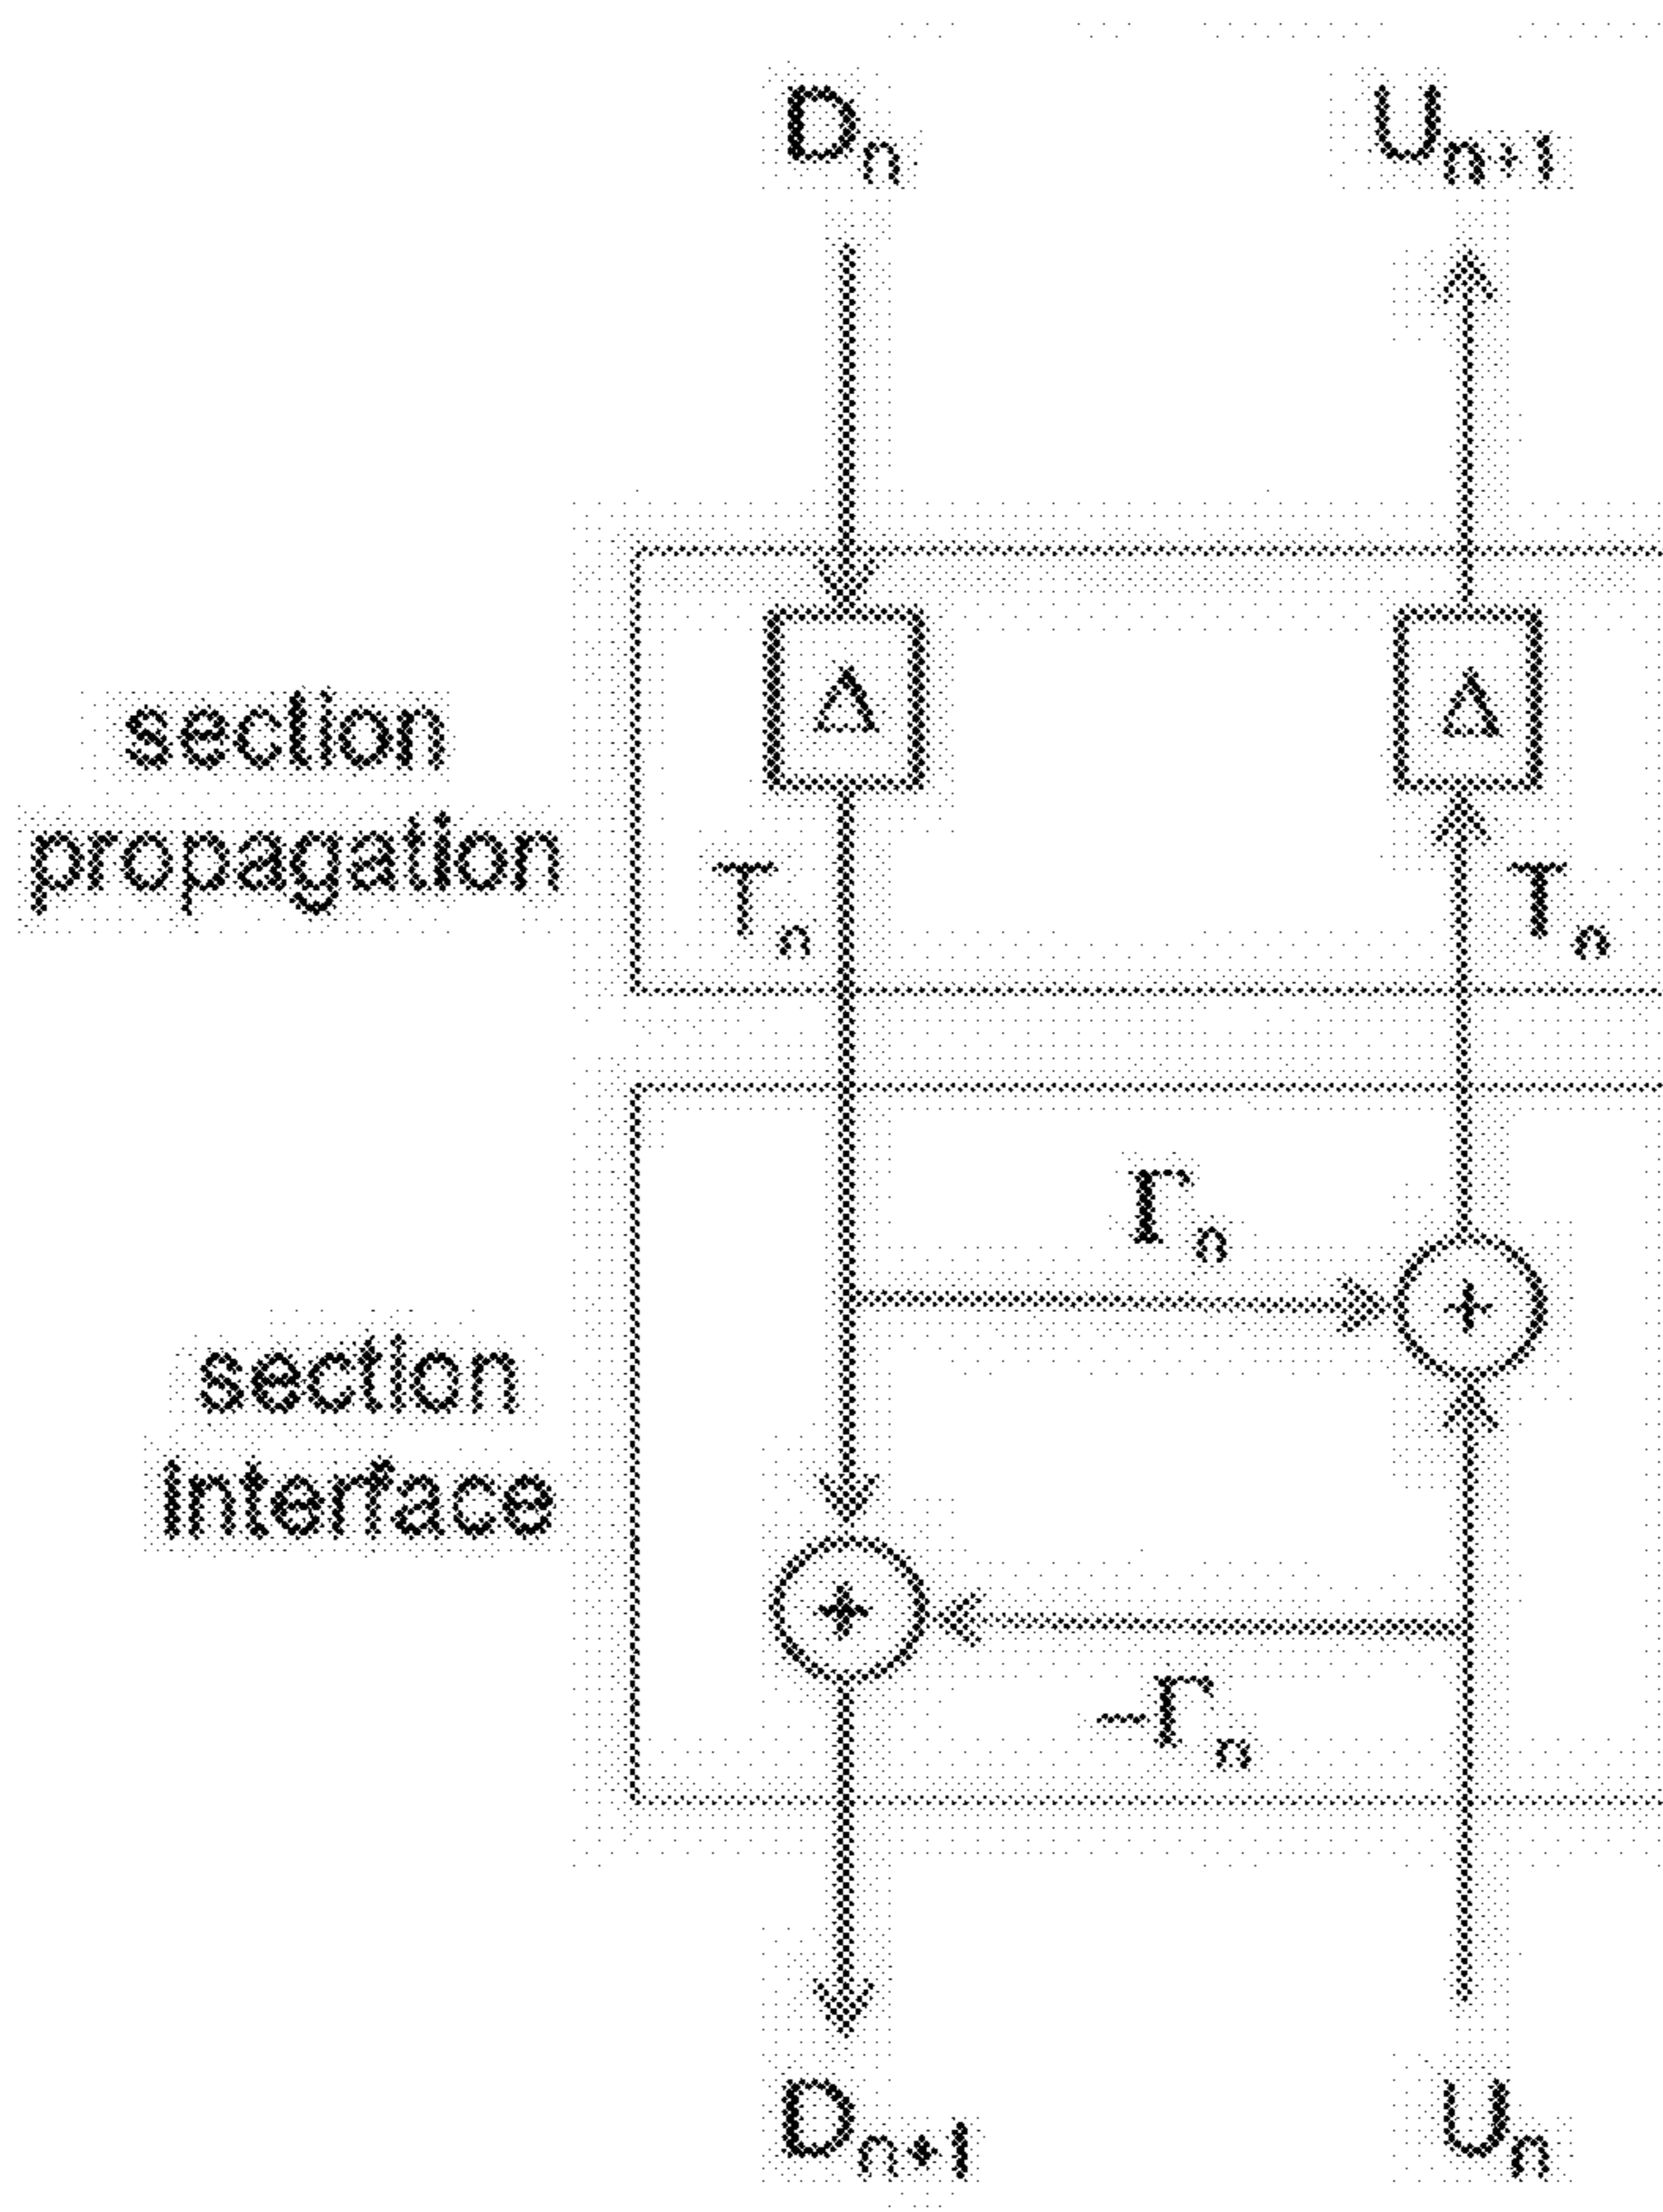 Dn
Un+1
Δ
Δ
section
propagation
Tn
Tn
Γn
+
section
interface
+
-Γn
Dn+1
Un